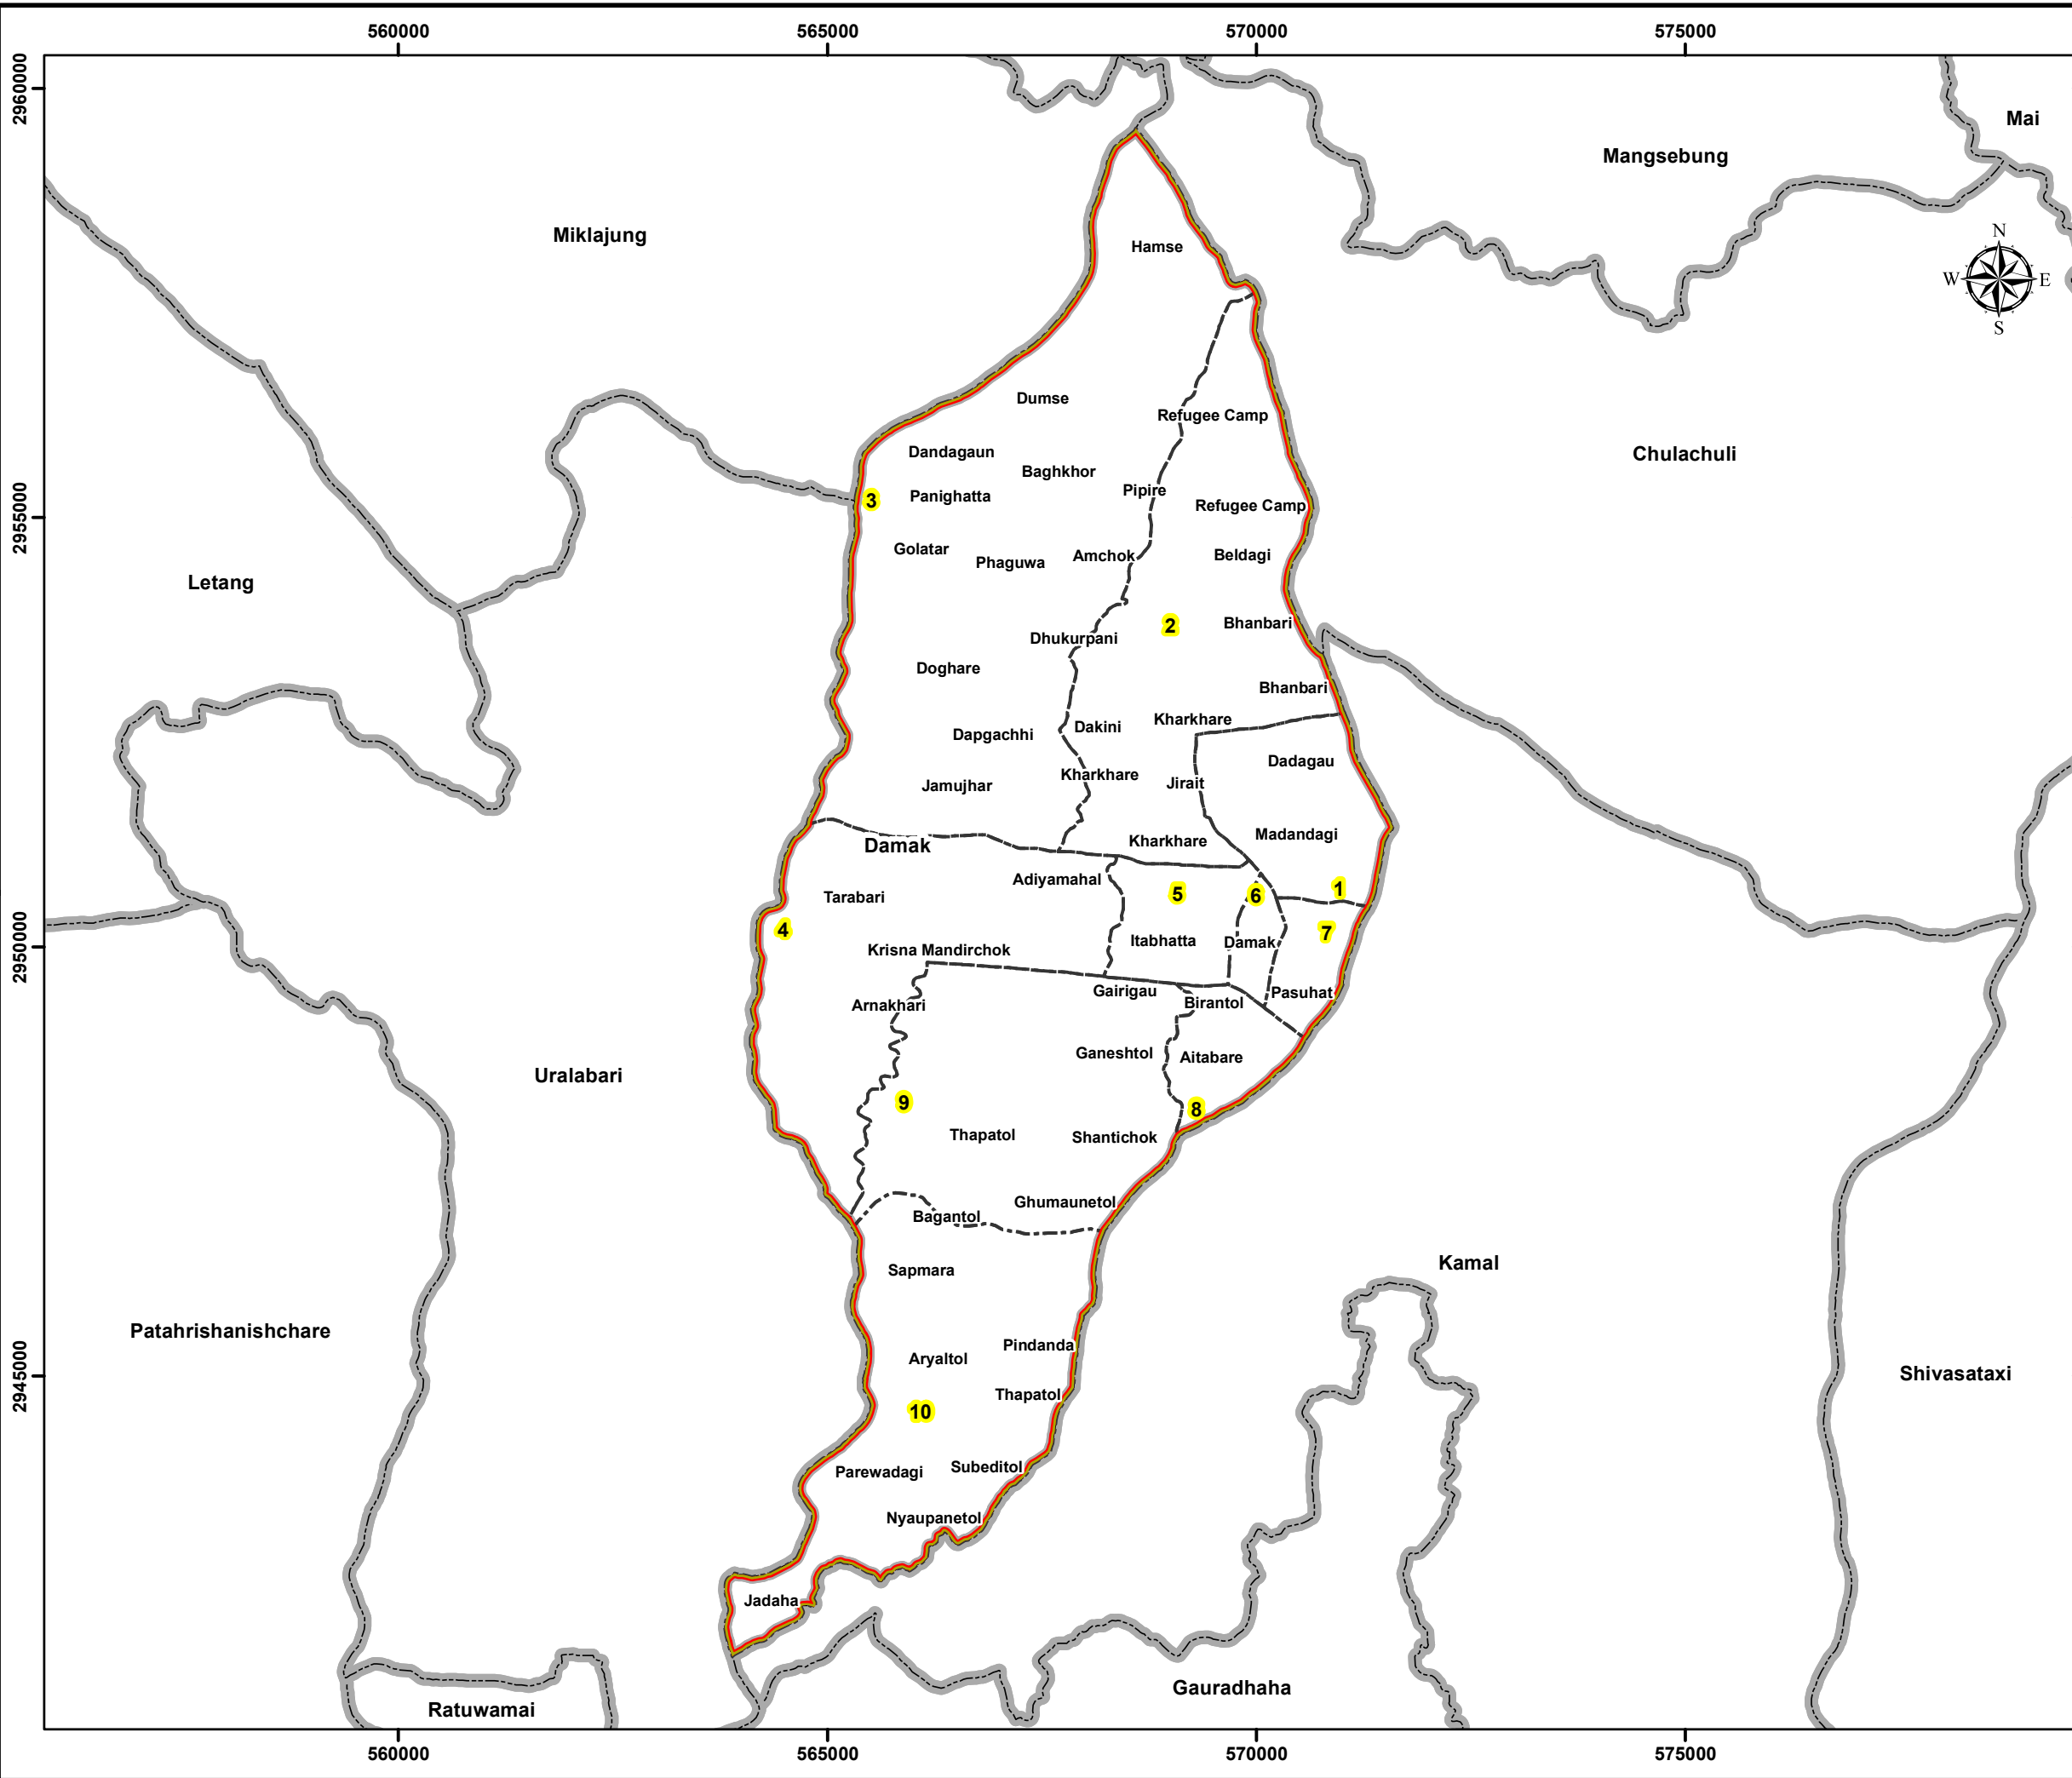 560000 565000 570000 575000
2960000
Mai
Mangsebung
N
Miklajung
Hamse
W E
S
Dumse
Refugee Camp
Dandagaun
Chulachuli
Baghkhor
Pipire
3 Panighatta
Refugee Camp
2955000
Golatar
Beldagi
Amchok
Phaguwa
Letang
Bhanbari
2
Dhukurpani
Doghare
Bhanbari
Kharkhare
Dakini
Dapgachhi
Dadagau
Kharkhare
Jirait
Jamujhar
Madandagi
Kharkhare
Damak
Adiyamahal
1
5
6
Tarabari
4
7
Itabhatta
Damak
2950000
Krisna Mandirchok
Gairigau
Pasuhat
Birantol
Arnakhari
Ganeshtol
Aitabare
Uralabari
9
8
Thapatol
Shantichok
Ghumaunetol
Bagantol
Kamal
Sapmara
Patahrishanishchare
Pindanda
Aryaltol
2945000
Shivasataxi
Thapatol
10
Subeditol
Parewadagi
Nyaupanetol
Jadaha
Gauradhaha
Ratuwamai
560000 565000 570000 575000